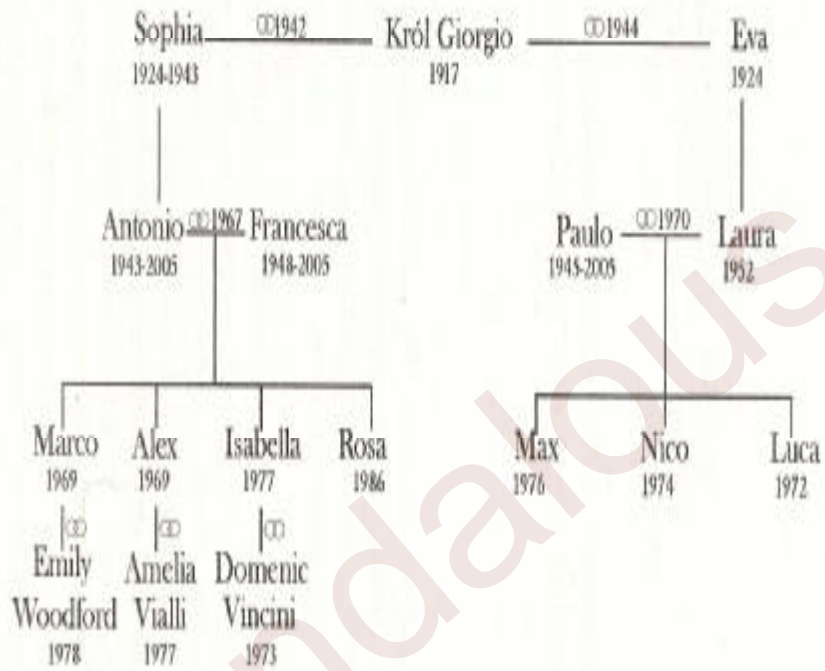 Sophia ⚭1942 Król Giorgio ⚭1944 Eva
1924-1943 1917 1924
Antonio ⚭1967 Francesca Paulo ⚭1970 Laura
1943-2005 1948-2005 1945-2005 1952
Marco Alex Isabella Rosa Max Nico Luca
1969 1969 1977 1986 1976 1974 1972
⚭ ⚭ ⚭
Emily Amelia Domenic
Woodford Vialli Vincini
1978 1977 1973
ndalous